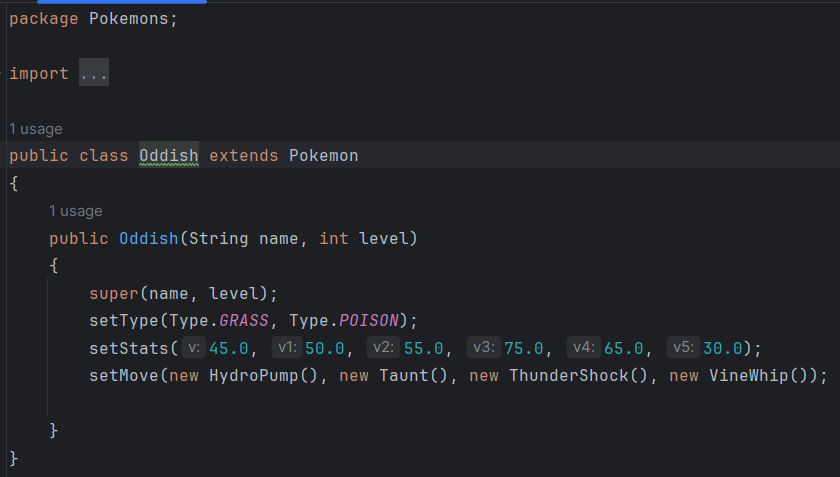 package Pokemons;
import ...
1 usage
public class Oddish extends Pokemon
{
1 usage
public Oddish(String name, int level)
{
super(name, level);
setType(Type.GRASS, Type.POISON);
setStats( v: 45.0, v1: 50.0, v2: 55.0, v3: 75.0, v4: 65.0, v5: 30.0);
setMove(new HydroPump(), new Taunt(), new ThunderShock(), new VineWhip());
}
}